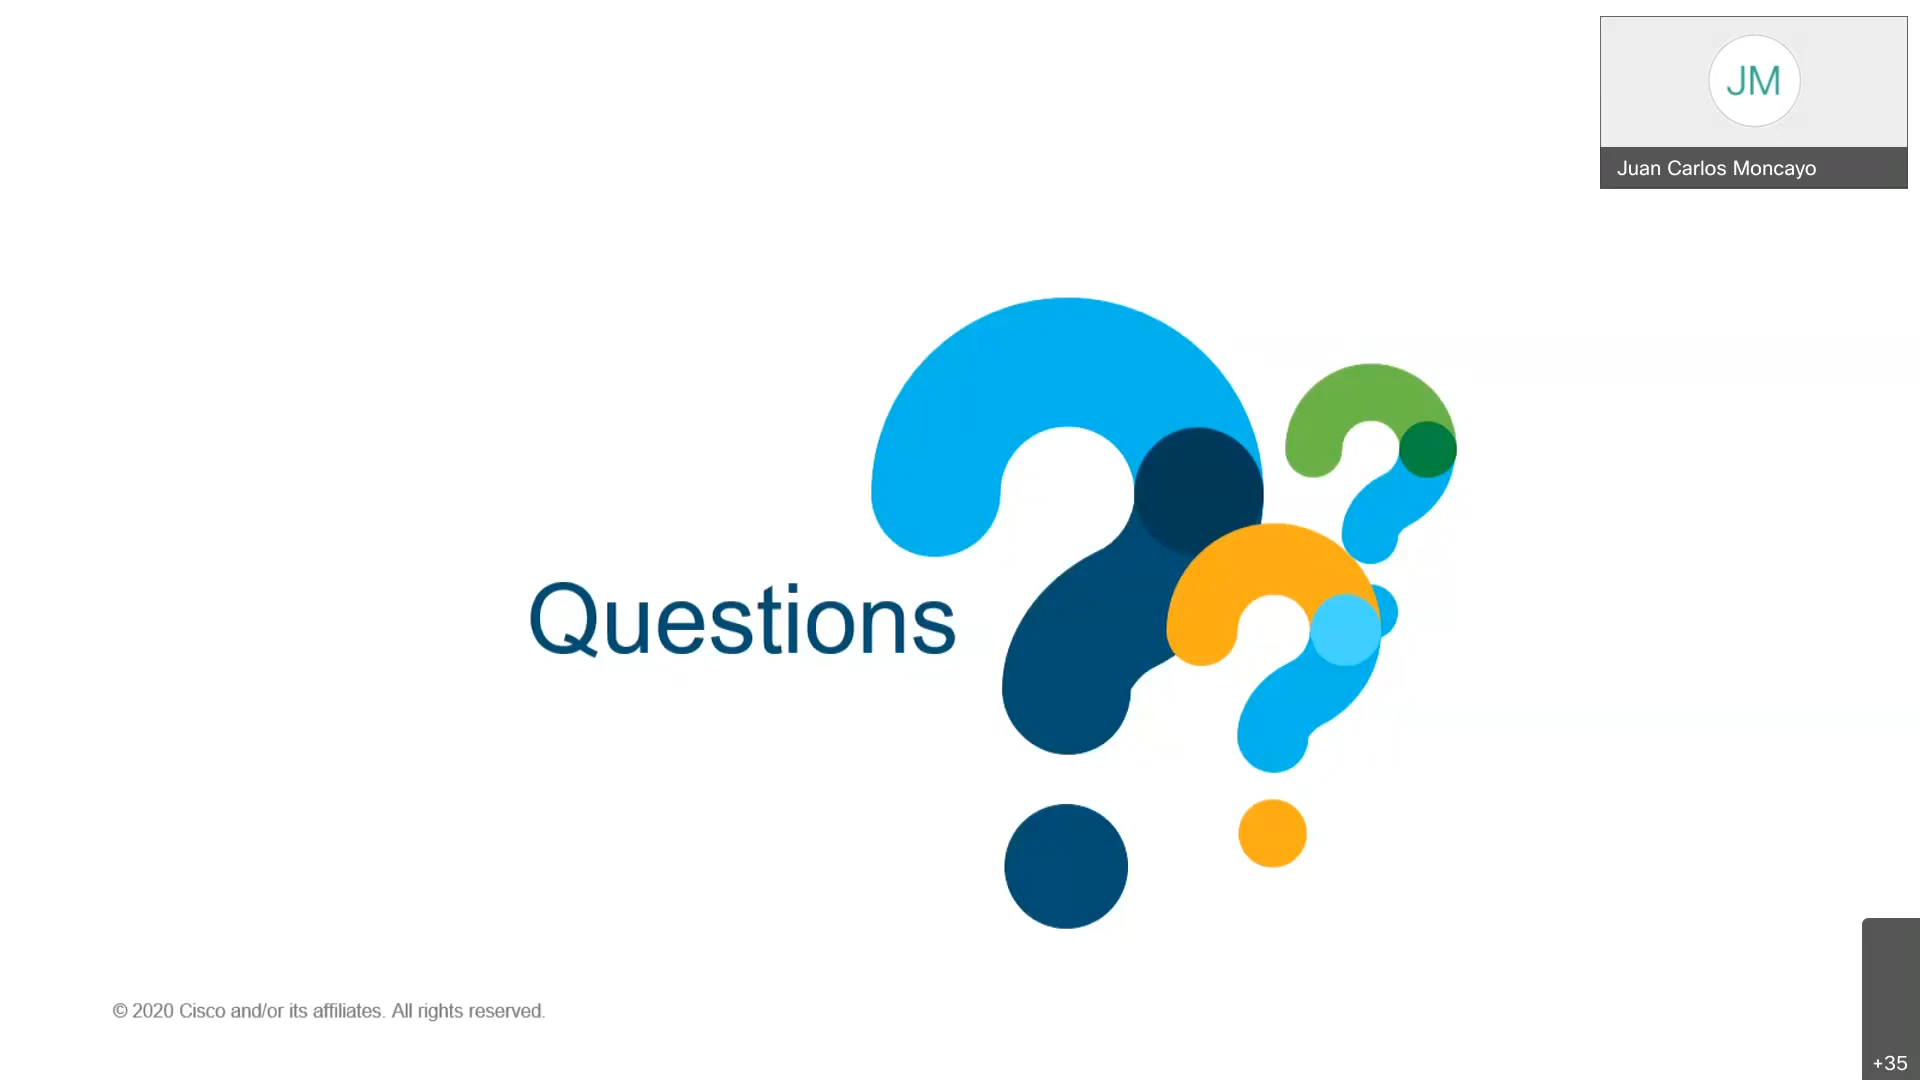 JM
Juan Carlos Moncayo
Questions
© 2020 Cisco and/or its affiliates. All rights reserved.
+35